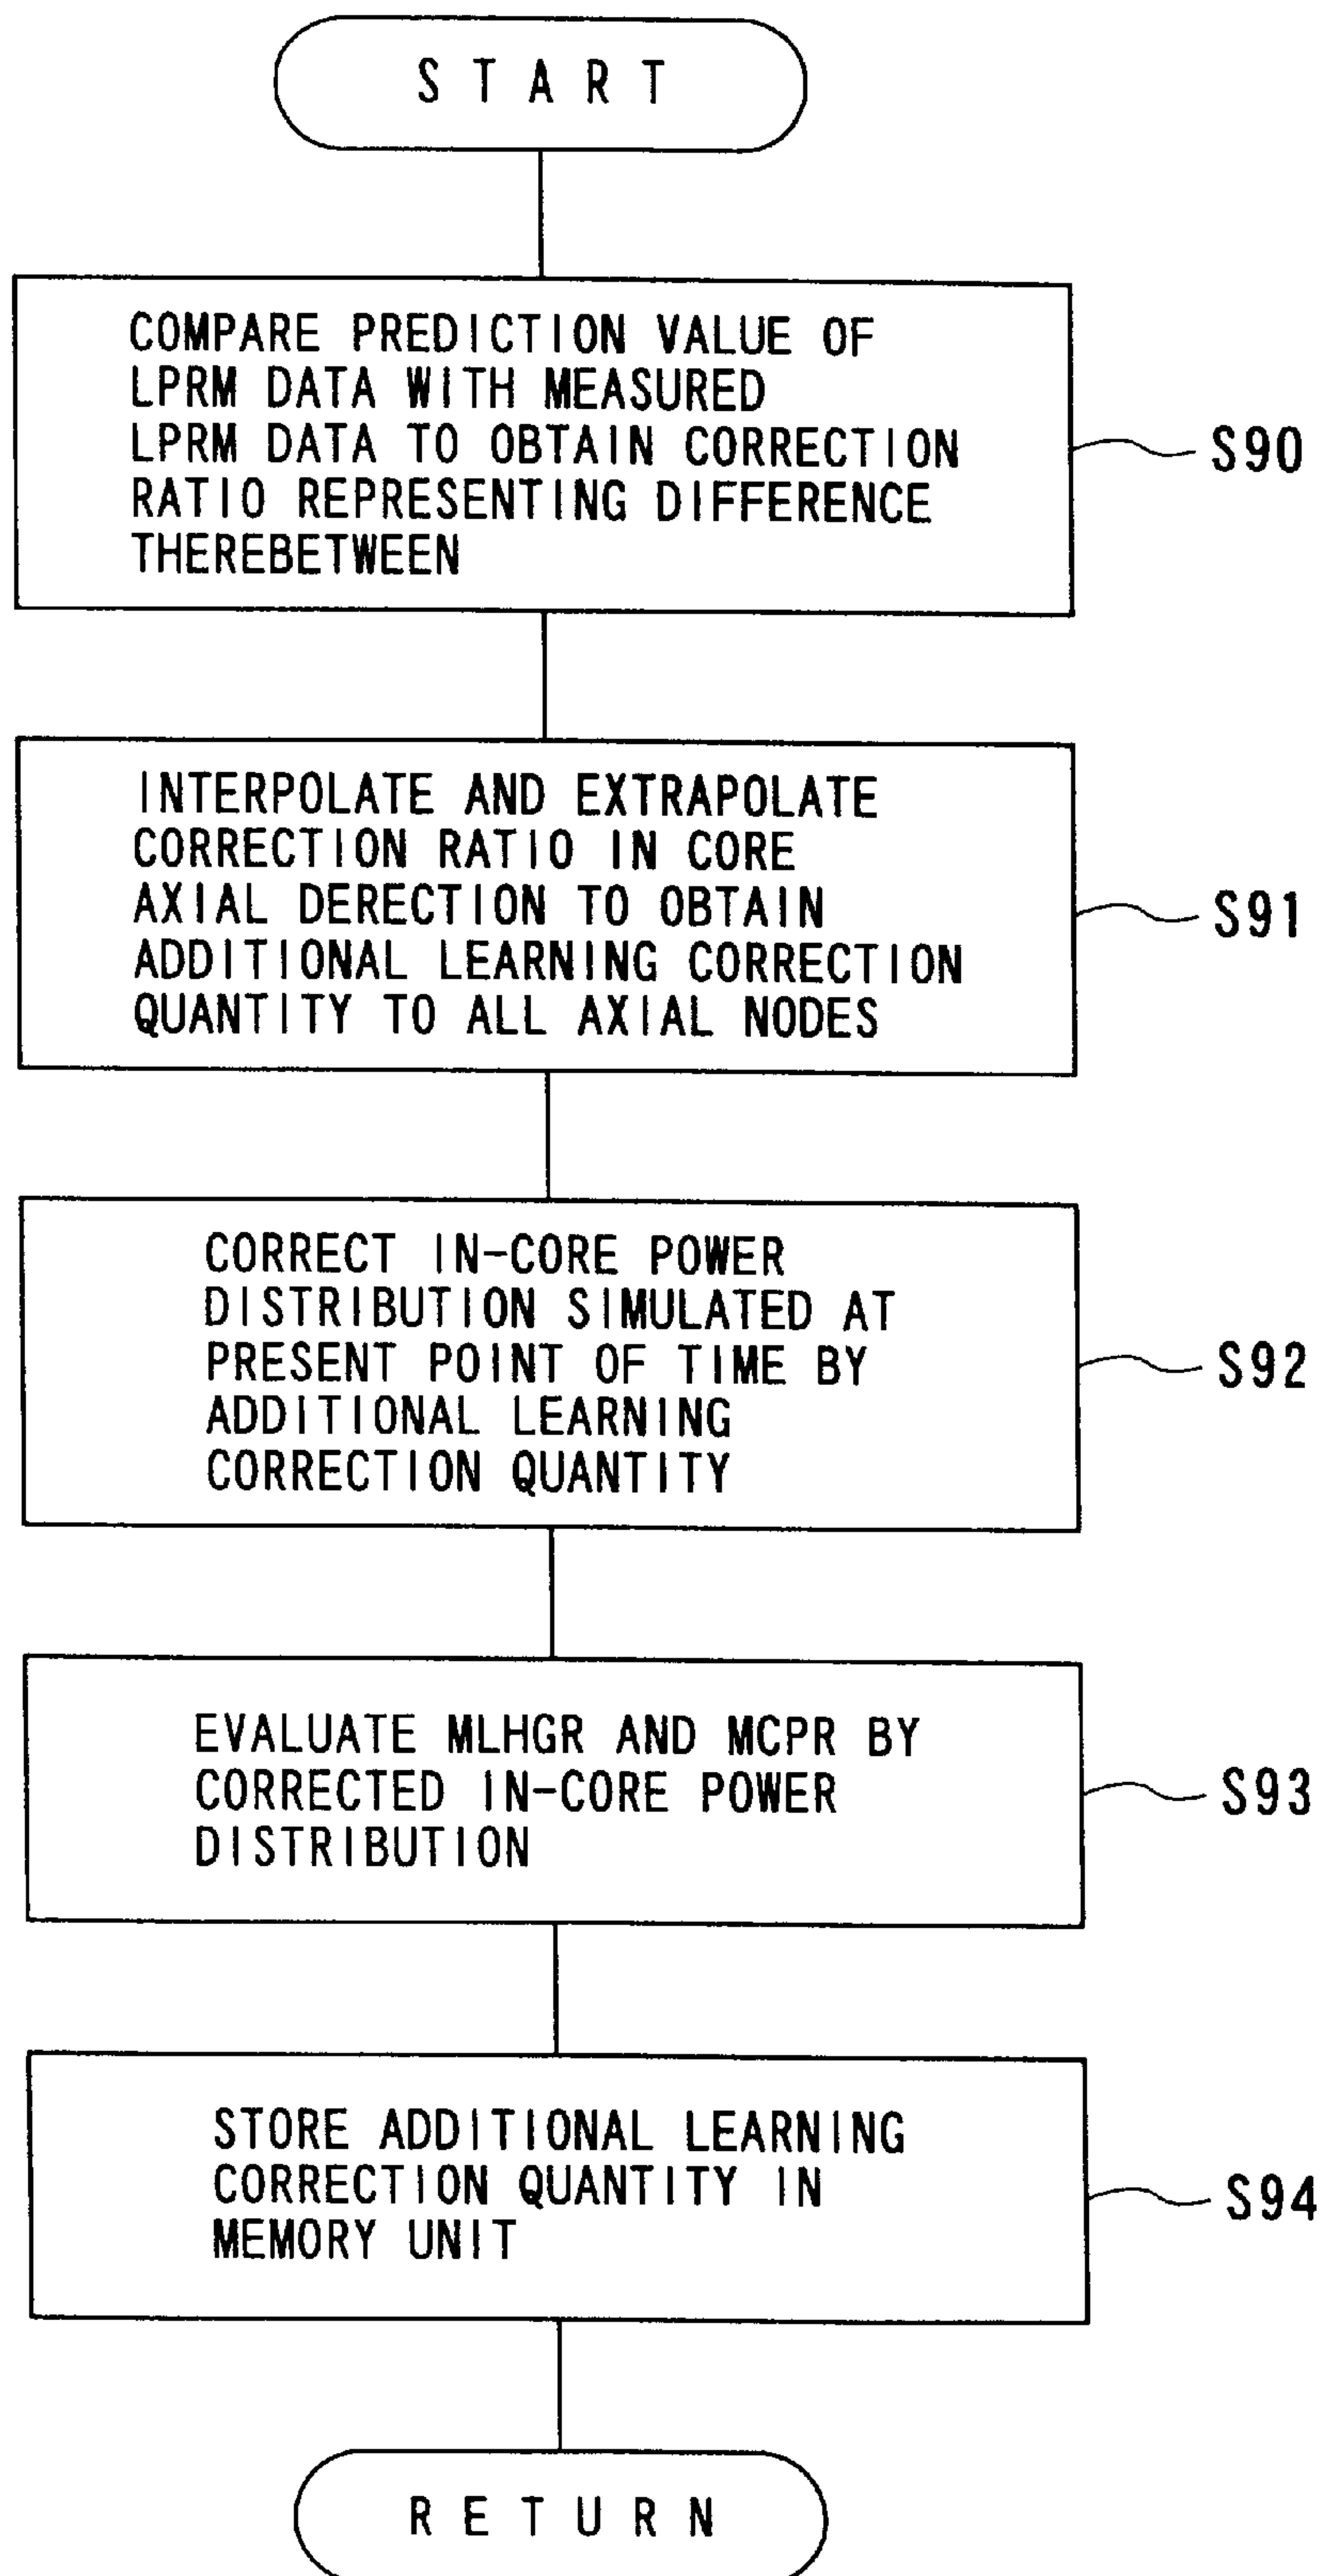 START
COMPARE PREDICTION VALUE OF
LPRM DATA WITH MEASURED
LPRM DATA TO OBTAIN CORRECTION
RATIO REPRESENTING DIFFERENCE
THEREBETWEEN
S90
INTERPOLATE AND EXTRAPOLATE
CORRECTION RATIO IN CORE
AXIAL DERECTION TO OBTAIN
ADDITIONAL LEARNING CORRECTION
QUANTITY TO ALL AXIAL NODES
S91
CORRECT IN-CORE POWER
DISTRIBUTION SIMULATED AT
PRESENT POINT OF TIME BY
ADDITIONAL LEARNING
CORRECTION QUANTITY
S92
EVALUATE MLHGR AND MCPR BY
CORRECTED IN-CORE POWER
DISTRIBUTION
S93
STORE ADDITIONAL LEARNING
CORRECTION QUANTITY IN
MEMORY UNIT
S94
RETURN